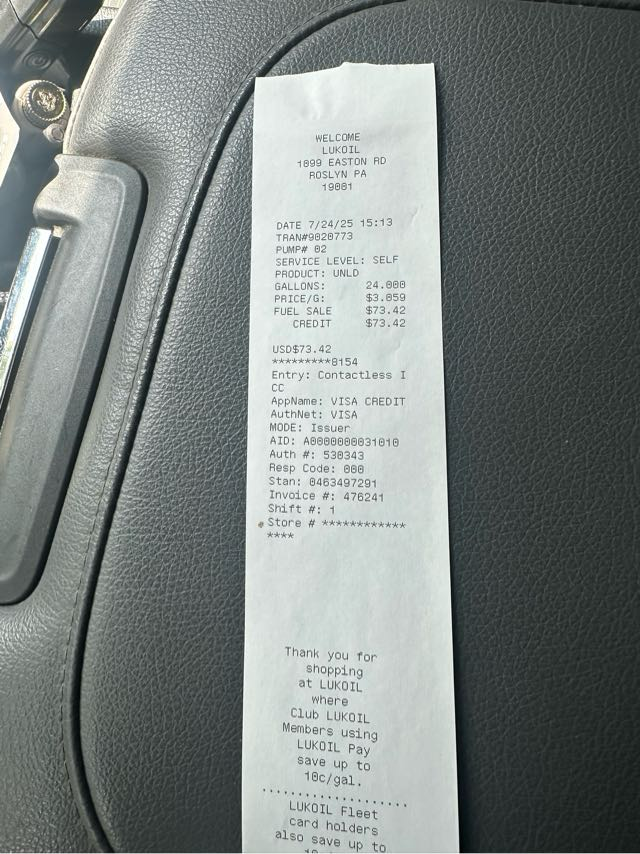 WELCOME
LUKOIL
1899 EASTON RD
ROSLYN PA
19001
DATE 7/24/25 15:13
TRAN#9020773
PUMP# 02
SERVICE LEVEL: SELF
PRODUCT: UNLD
GALLONS: 24.000
PRICE/G: $3.059
FUEL SALE $73.42
CREDIT $73.42
USD$73.42
*********8154
Entry: Contactless I
CC
AppName: VISA CREDIT
AuthNet: VISA
MODE: Issuer
AID: A0000000031010
Auth #: 530343
Resp Code: 000
Stan: 0463497291
Invoice #: 476241
Shift #: 1
Store # ************
****
Thank you for
shopping
at LUKOIL
where
Club LUKOIL
Members using
LUKOIL Pay
save up to
10c/gal.
...................
LUKOIL Fleet
card holders
also save up to